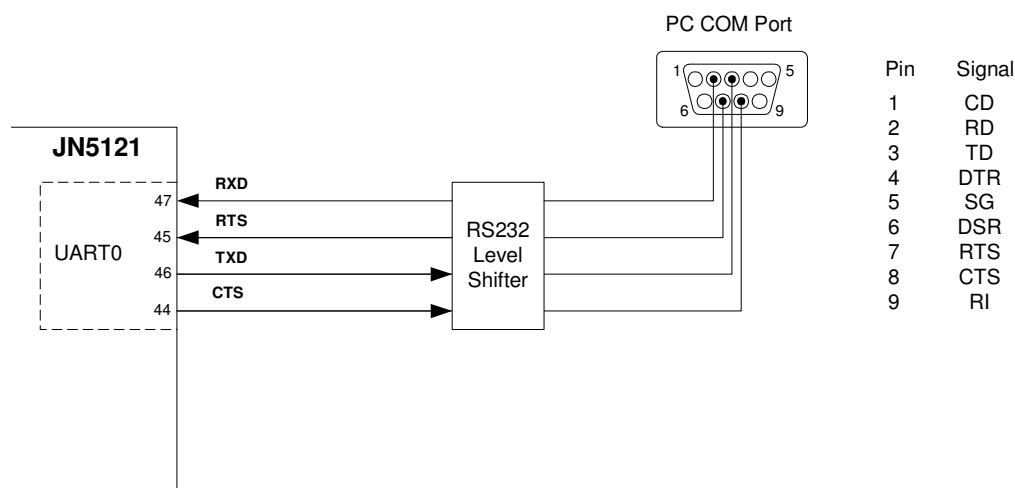 PC COM Port
1 5
6 9
Pin Signal
1 CD
2 RD
3 TD
4 DTR
5 SG
6 DSR
7 RTS
8 CTS
9 RI
JN5121
UART0
47 RXD
45 RTS
46 TXD
44 CTS
RS232
Level
Shifter